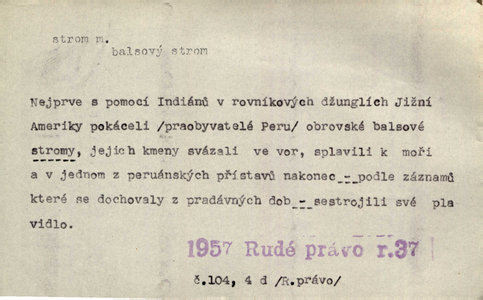 strom m.
balsový strom
Nejprve s pomocí Indiánů v rovníkových džunglích Jižní
Ameriky pokáceli /praobyvatelé Peru/ obrovské balsové
stromy, jejich kmeny svázali ve vor, splavili k moři
a v jednom z peruánských přístavů nakonec - podle záznamů
které se dochovaly z pradávných dob - sestrojili své pla
vidlo.
1957 Rudé právo r.37
č.104, 4 d /R.právo/